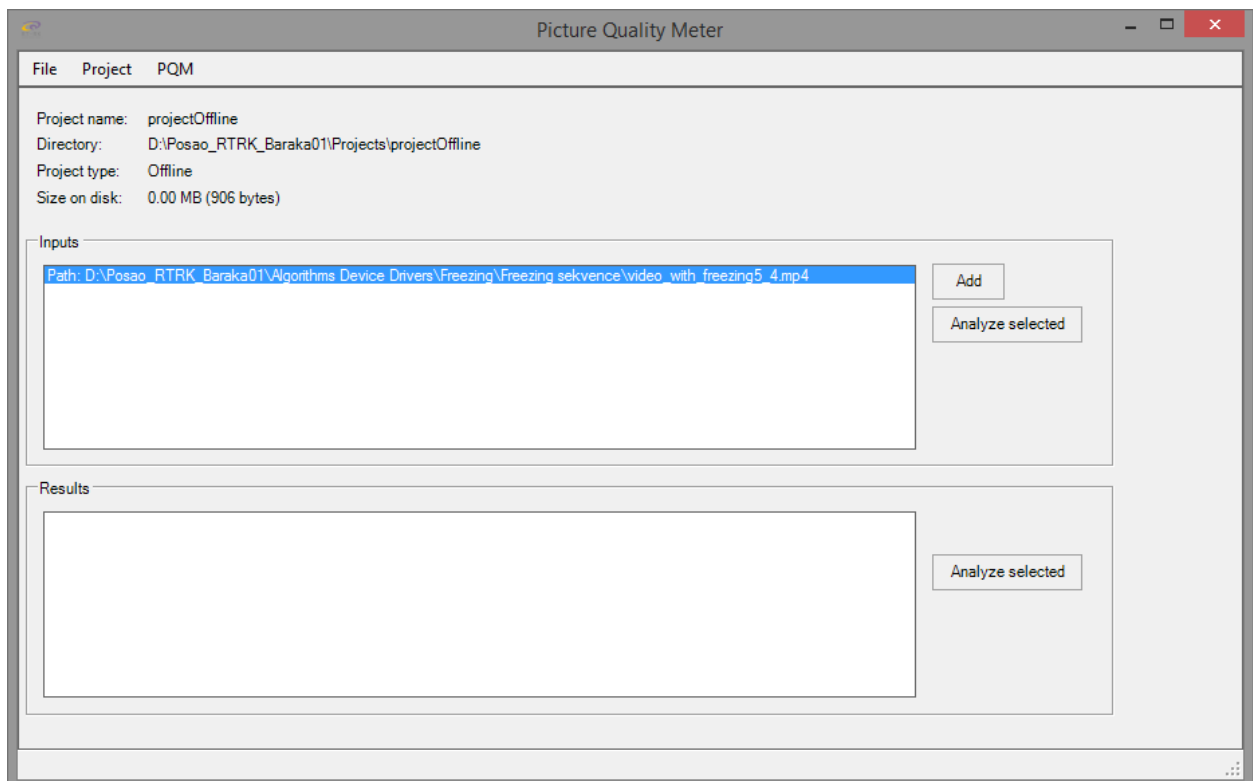 Picture Quality Meter
File Project PQM
Project name: projectOffline
Directory: D:\Posao_RTRK_Baraka01\Projects\projectOffline
Project type: Offline
Size on disk: 0.00 MB (906 bytes)
Inputs
Path: D:\Posao_RTRK_Baraka01\Algorithms Device Drivers\Freezing\Freezing sekvence\video_with_freezing5_4.mp4
Add
Analyze selected
Results
Analyze selected